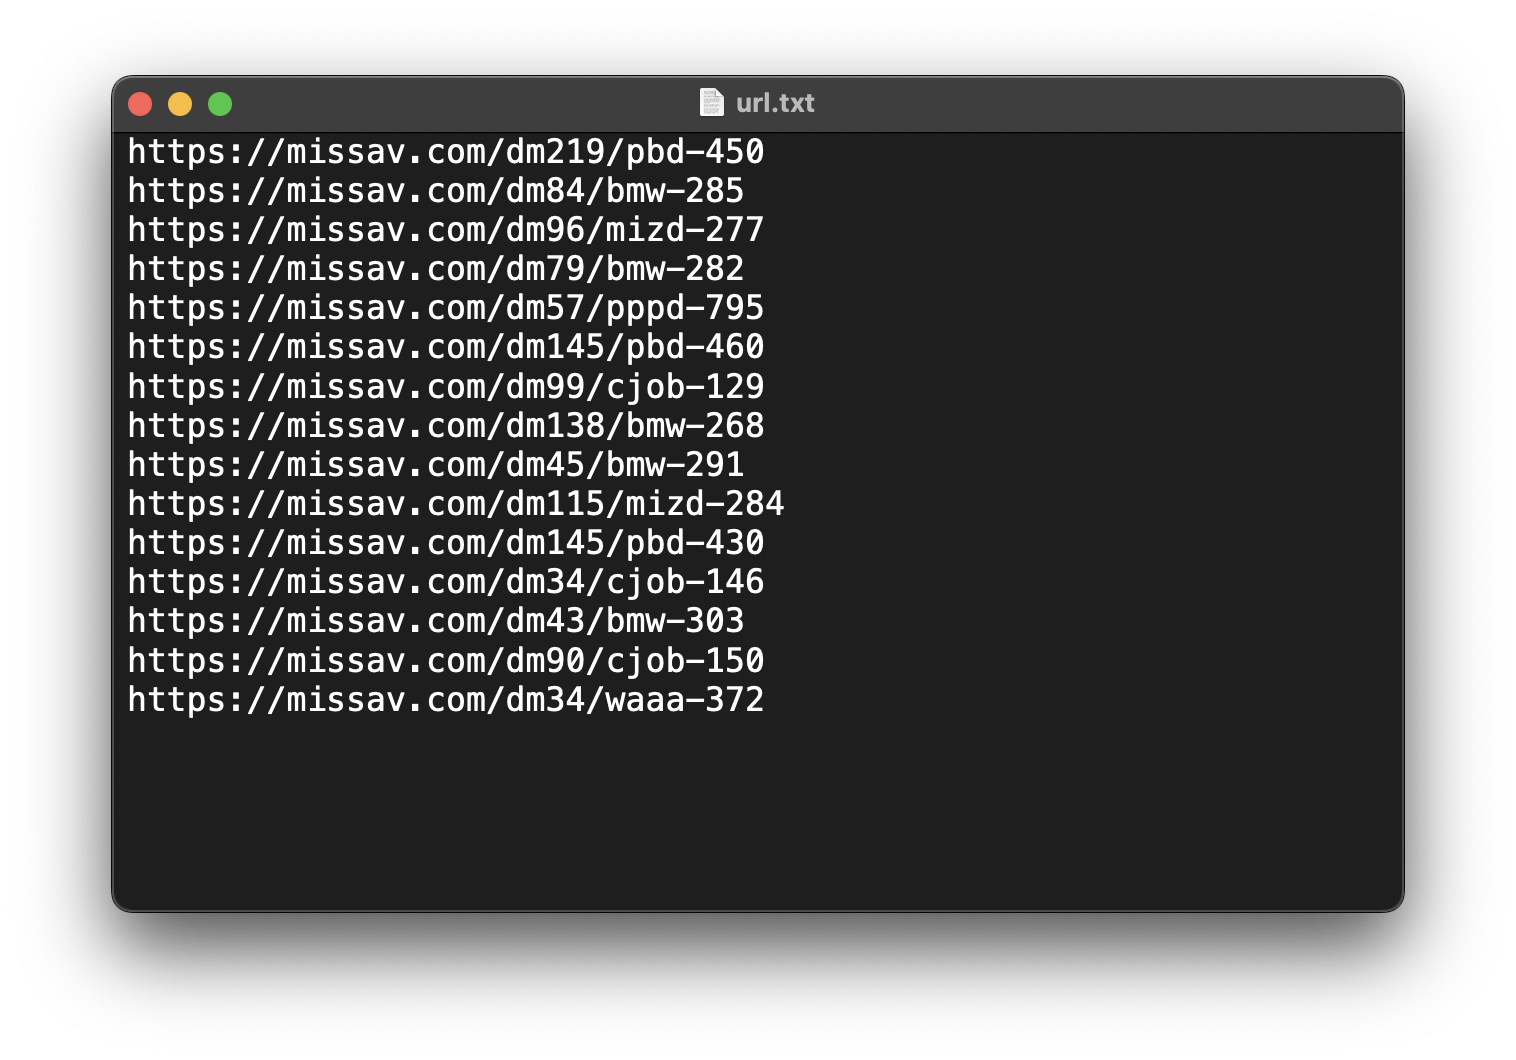 url.txt
https://missav.com/dm219/pbd-450
https://missav.com/dm84/bmw-285
https://missav.com/dm96/mizd-277
https://missav.com/dm79/bmw-282
https://missav.com/dm57/pppd-795
https://missav.com/dm145/pbd-460
https://missav.com/dm99/cjob-129
https://missav.com/dm138/bmw-268
https://missav.com/dm45/bmw-291
https://missav.com/dm115/mizd-284
https://missav.com/dm145/pbd-430
https://missav.com/dm34/cjob-146
https://missav.com/dm43/bmw-303
https://missav.com/dm90/cjob-150
https://missav.com/dm34/waaa-372